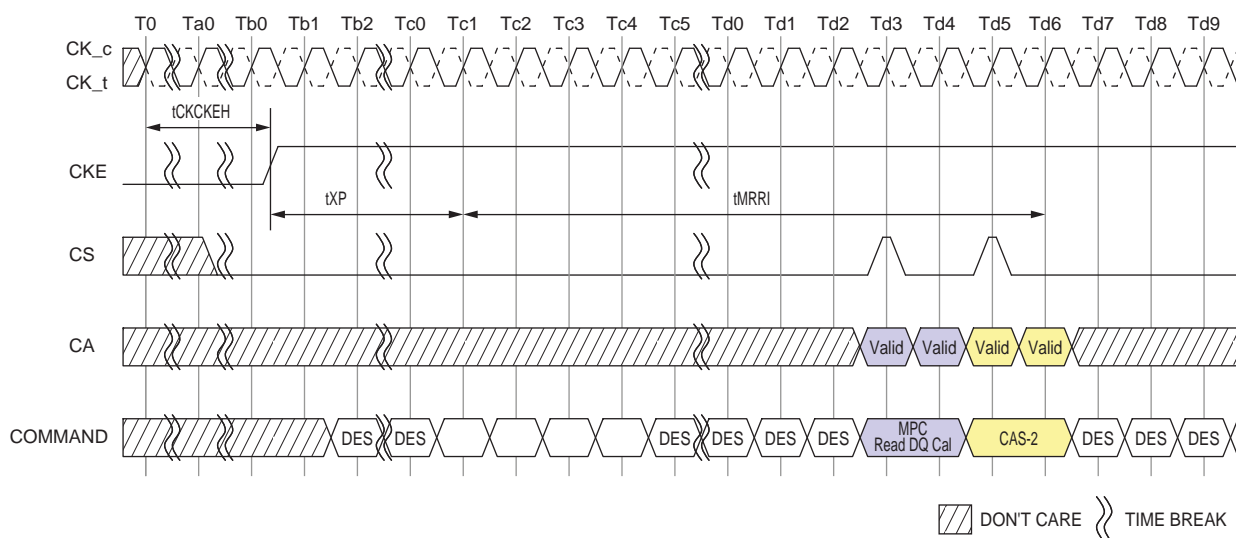 T0 Ta0 Tb0 Tb1 Tb2 Tc0 Tc1 Tc2 Tc3 Tc4 Tc5 Td0 Td1 Td2 Td3 Td4 Td5 Td6 Td7 Td8 Td9
CK_c
CK_t
tCKCKEH
CKE
tXP tMRRI
CS
CA Valid Valid Valid Valid
COMMAND DES DES DES DES DES DES MPC Read DQ Cal CAS-2 DES DES DES
DON'T CARE TIME BREAK